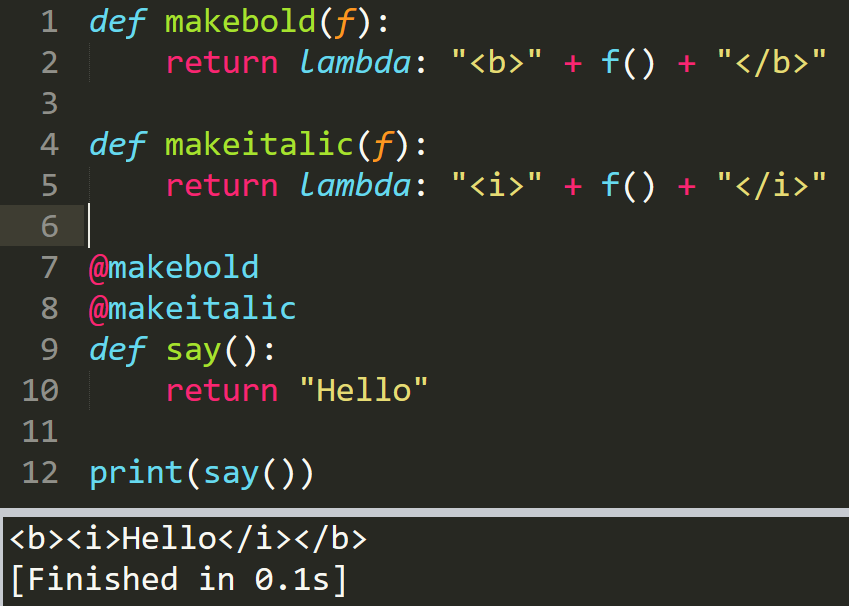 1 def makebold(f):
2     return lambda: "<b>" + f() + "</b>"
3
4 def makeitalic(f):
5     return lambda: "<i>" + f() + "</i>"
6
7 @makebold
8 @makeitalic
9 def say():
10     return "Hello"
11
12 print(say())
<b><i>Hello</i></b>
[Finished in 0.1s]